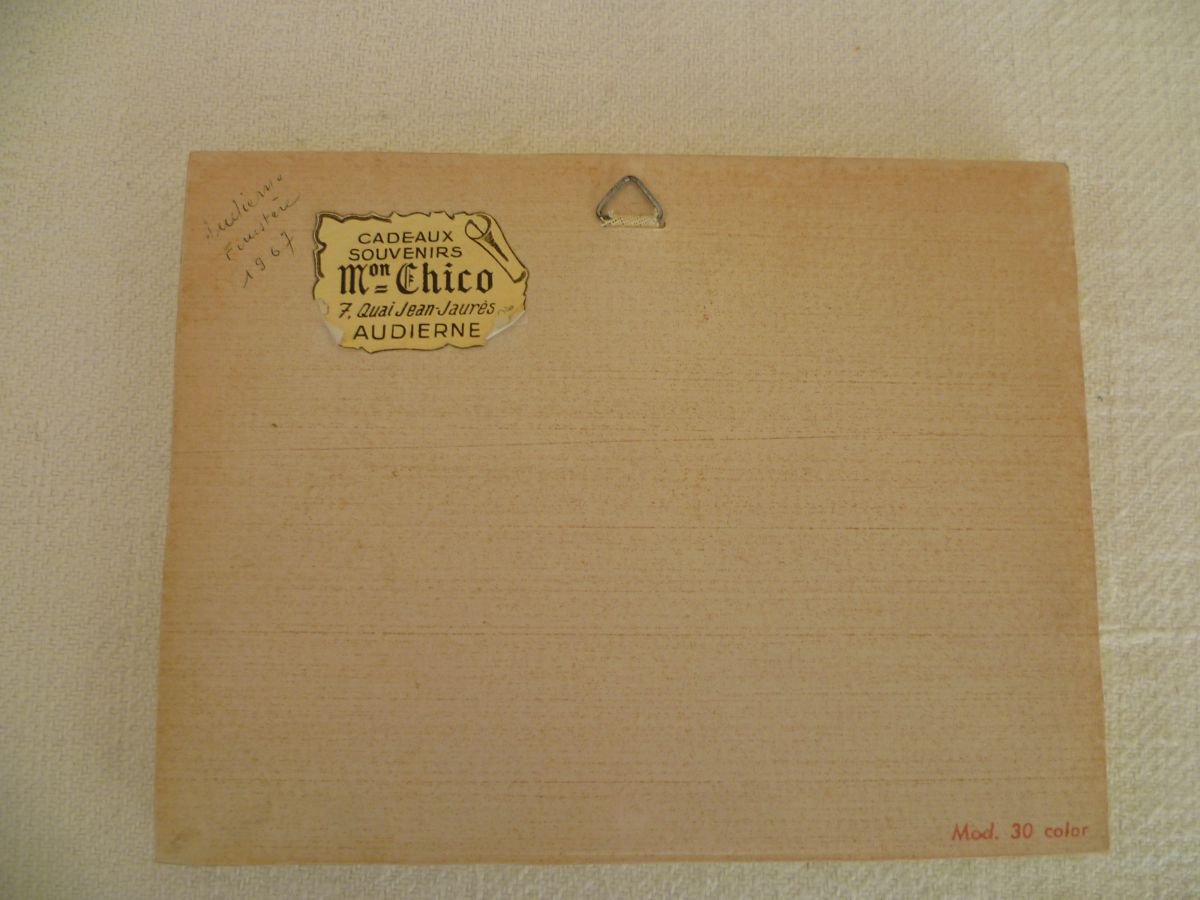 Audierne
Finistère
1967
CADEAUX
SOUVENIRS
Mon Chico
7, Quai Jean-Jaurès
AUDIERNE
Mod. 30 color